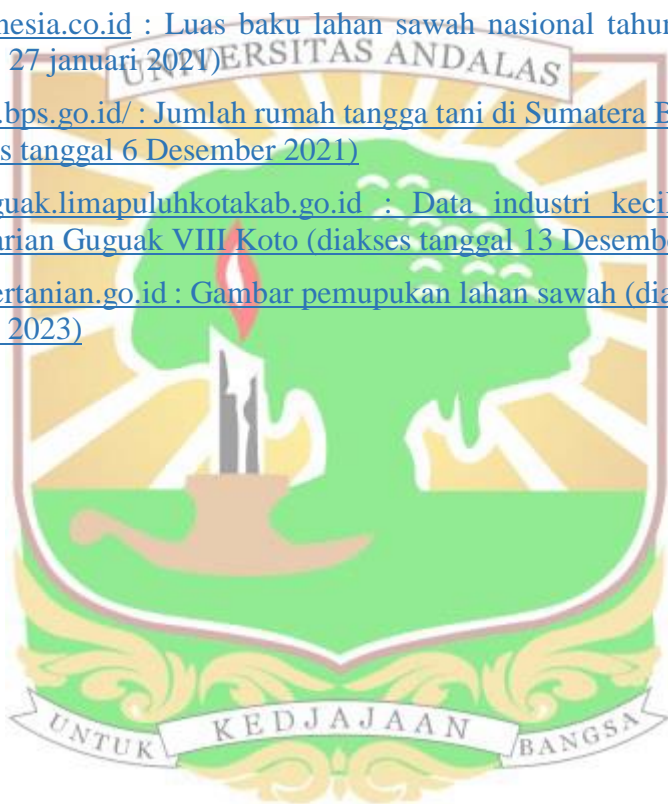 nesia.co.id : Luas baku lahan sawah nasional tahun
27 januari 2021)
UNIVERSITAS ANDALAS
.bps.go.id/ : Jumlah rumah tangga tani di Sumatera B
s tanggal 6 Desember 2021)
guak.limapuluhkotakab.go.id : Data industri kecil
arian Guguak VIII Koto (diakses tanggal 13 Desembe
ertanian.go.id : Gambar pemupukan lahan sawah (dia
2023)
UNTUK KEDJAJAAN BANGSA